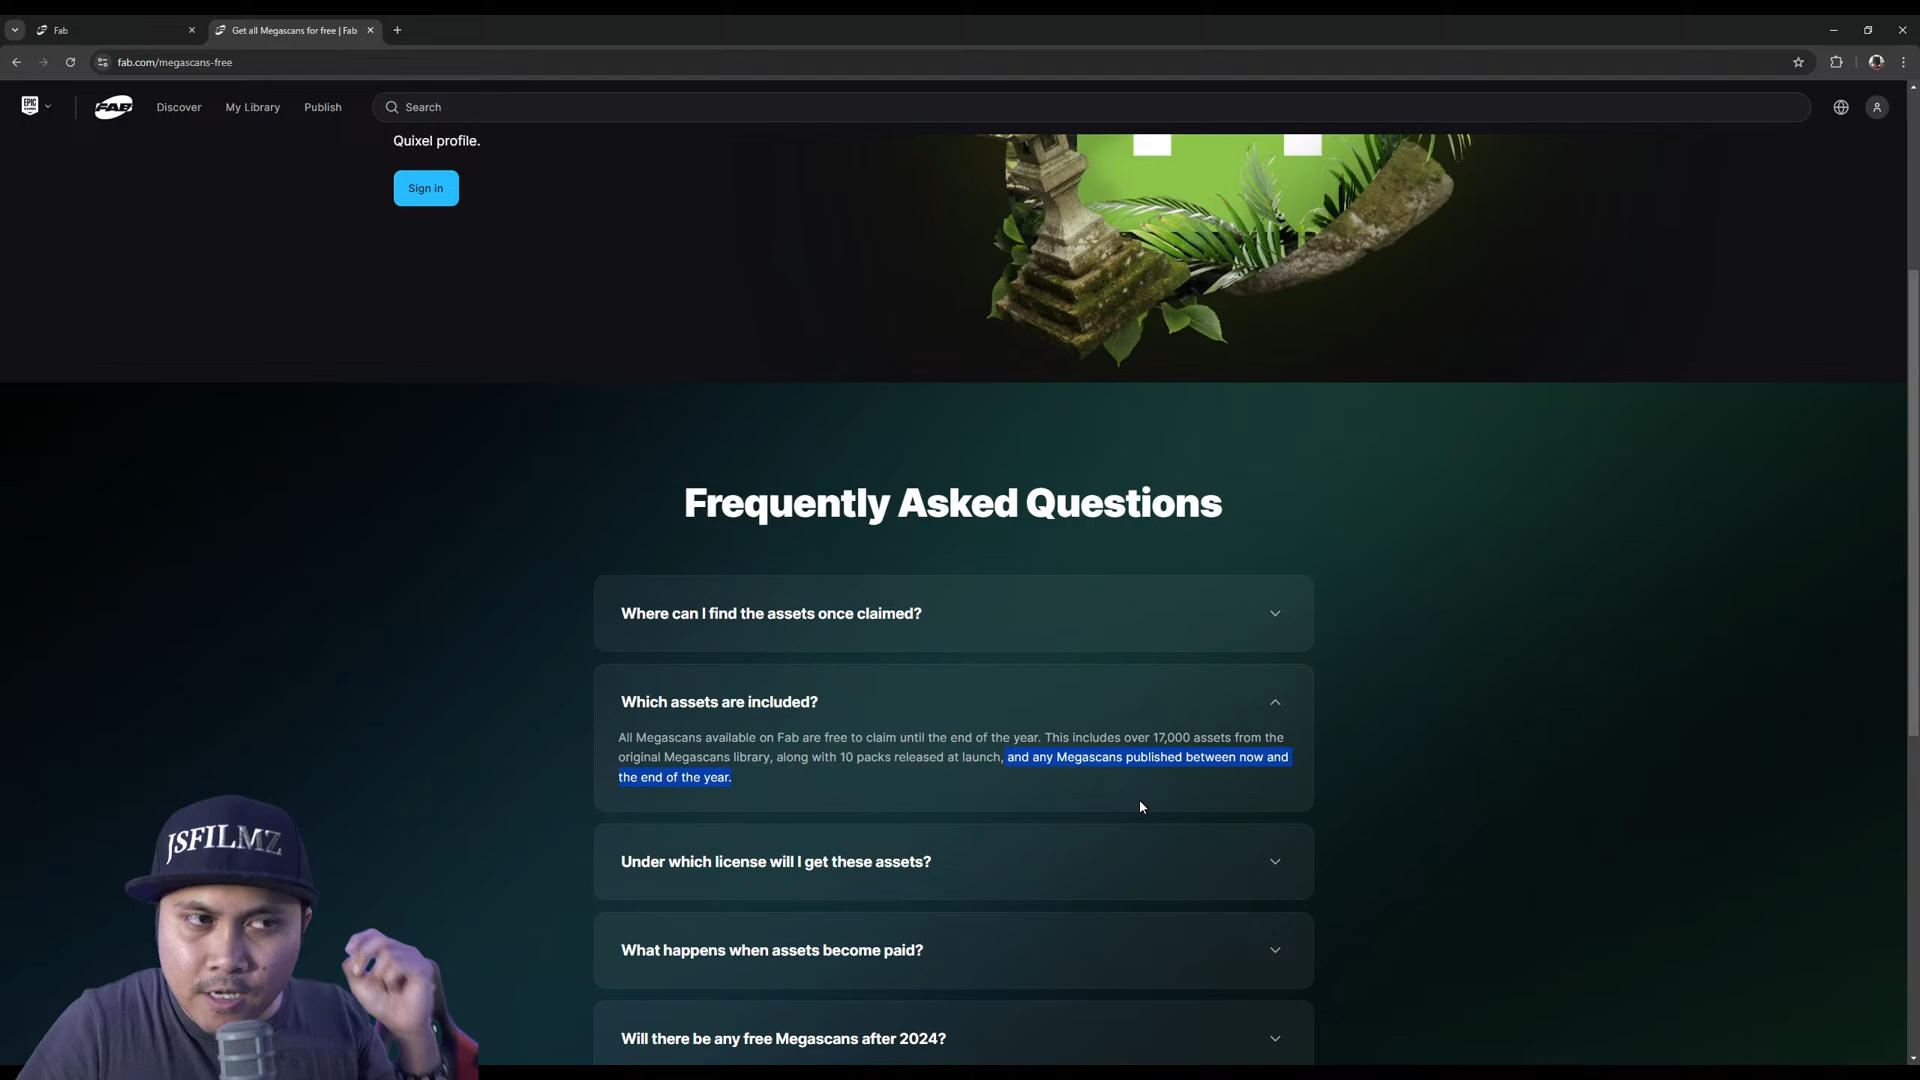 Fab
Get all Megascans for free | Fab
fab.com/megascans-free
EPIC GAMES
FAB
Discover
My Library
Publish
Search
Quixel profile.
Sign in
Frequently Asked Questions
Where can I find the assets once claimed?
Which assets are included?
All Megascans available on Fab are free to claim until the end of the year. This includes over 17,000 assets from the
original Megascans library, along with 10 packs released at launch, and any Megascans published between now and
the end of the year.
Under which license will I get these assets?
What happens when assets become paid?
Will there be any free Megascans after 2024?
JSFILMZ